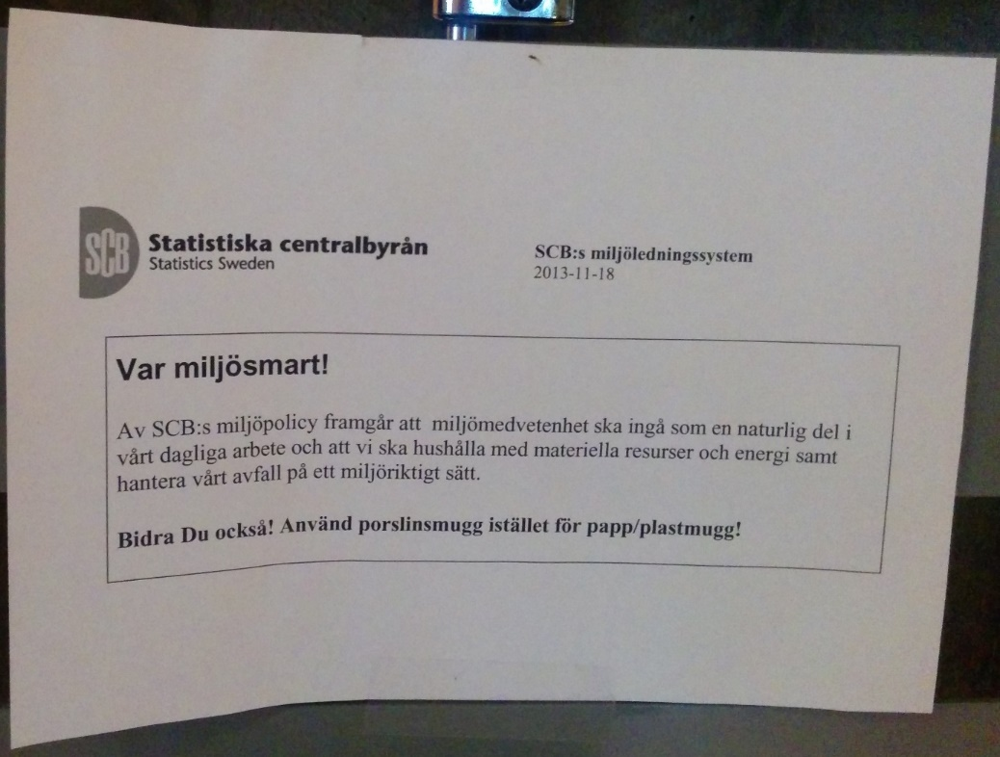 SCB
Statistiska centralbyrån
Statistics Sweden
SCB:s miljöledningssystem
2013-11-18
Var miljösmart!
Av SCB:s miljöpolicy framgår att  miljömedvetenhet ska ingå som en naturlig del i
vårt dagliga arbete och att vi ska hushålla med materiella resurser och energi samt
hantera vårt avfall på ett miljöriktigt sätt.
Bidra Du också! Använd porslinsmugg istället för papp/plastmugg!